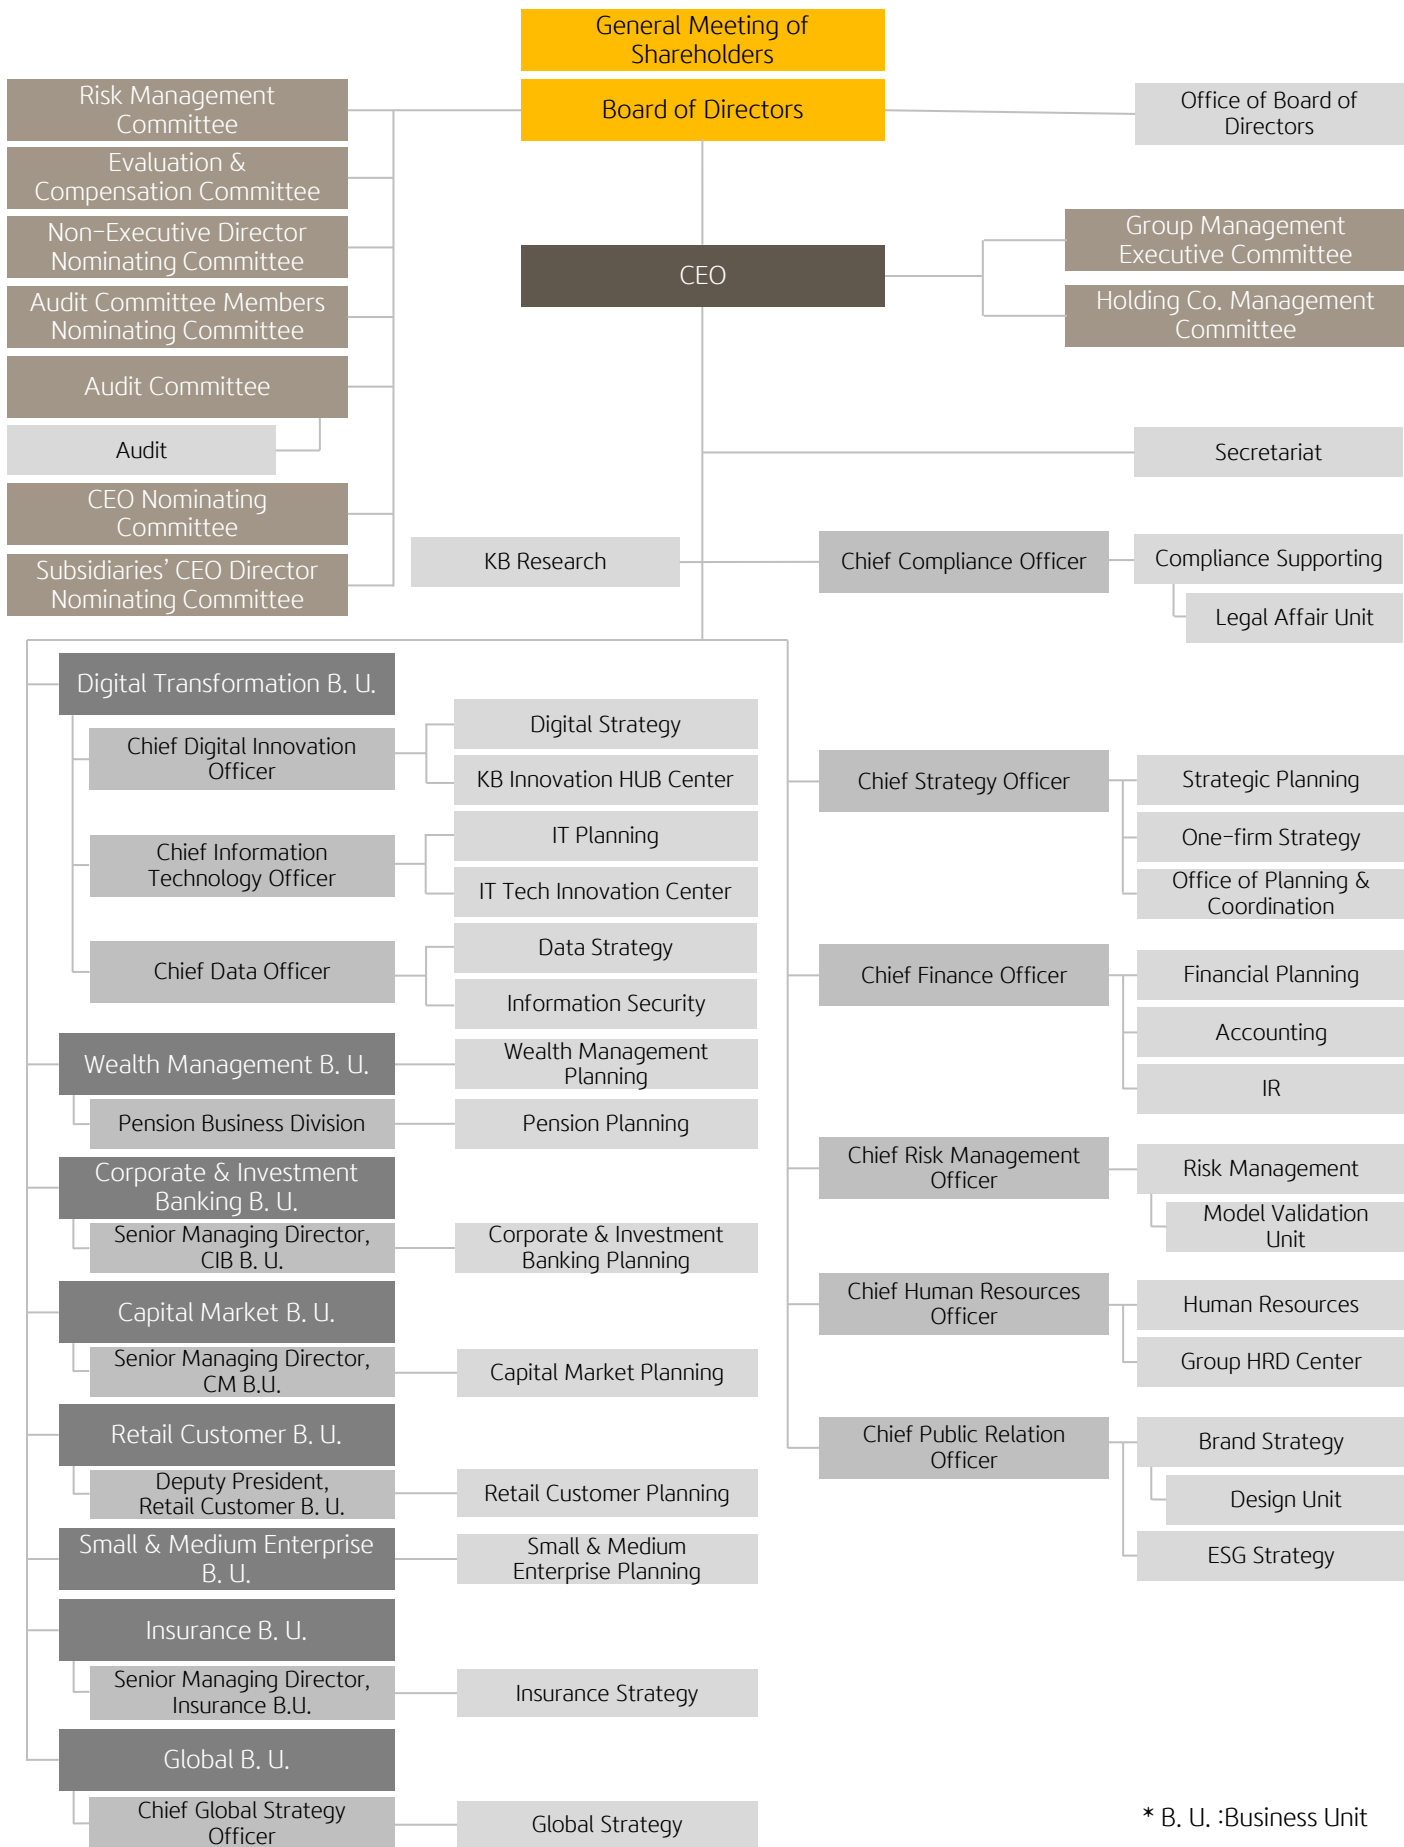 General Meeting of
Shareholders
Board of Directors
Office of Board of
Directors
Risk Management
Committee
Evaluation &
Compensation Committee
Non-Executive Director
Nominating Committee
Audit Committee Members
Nominating Committee
Audit Committee
Audit
CEO Nominating
Committee
Subsidiaries' CEO Director
Nominating Committee
CEO
Group Management
Executive Committee
Holding Co. Management
Committee
Secretariat
KB Research
Chief Compliance Officer
Compliance Supporting
Legal Affair Unit
Digital Transformation B. U.
Chief Digital Innovation
Officer
Digital Strategy
KB Innovation HUB Center
Chief Information
Technology Officer
IT Planning
IT Tech Innovation Center
Chief Data Officer
Data Strategy
Information Security
Wealth Management B. U.
Wealth Management
Planning
Pension Business Division
Pension Planning
Corporate & Investment
Banking B. U.
Senior Managing Director,
CIB B. U.
Corporate & Investment
Banking Planning
Capital Market B. U.
Senior Managing Director,
CM B.U.
Capital Market Planning
Retail Customer B. U.
Deputy President,
Retail Customer B. U.
Retail Customer Planning
Small & Medium Enterprise
B. U.
Small & Medium
Enterprise Planning
Insurance B. U.
Senior Managing Director,
Insurance B.U.
Insurance Strategy
Global B. U.
Chief Global Strategy
Officer
Global Strategy
Chief Strategy Officer
Strategic Planning
One-firm Strategy
Office of Planning &
Coordination
Chief Finance Officer
Financial Planning
Accounting
IR
Chief Risk Management
Officer
Risk Management
Model Validation
Unit
Chief Human Resources
Officer
Human Resources
Group HRD Center
Chief Public Relation
Officer
Brand Strategy
Design Unit
ESG Strategy
* B. U. :Business Unit